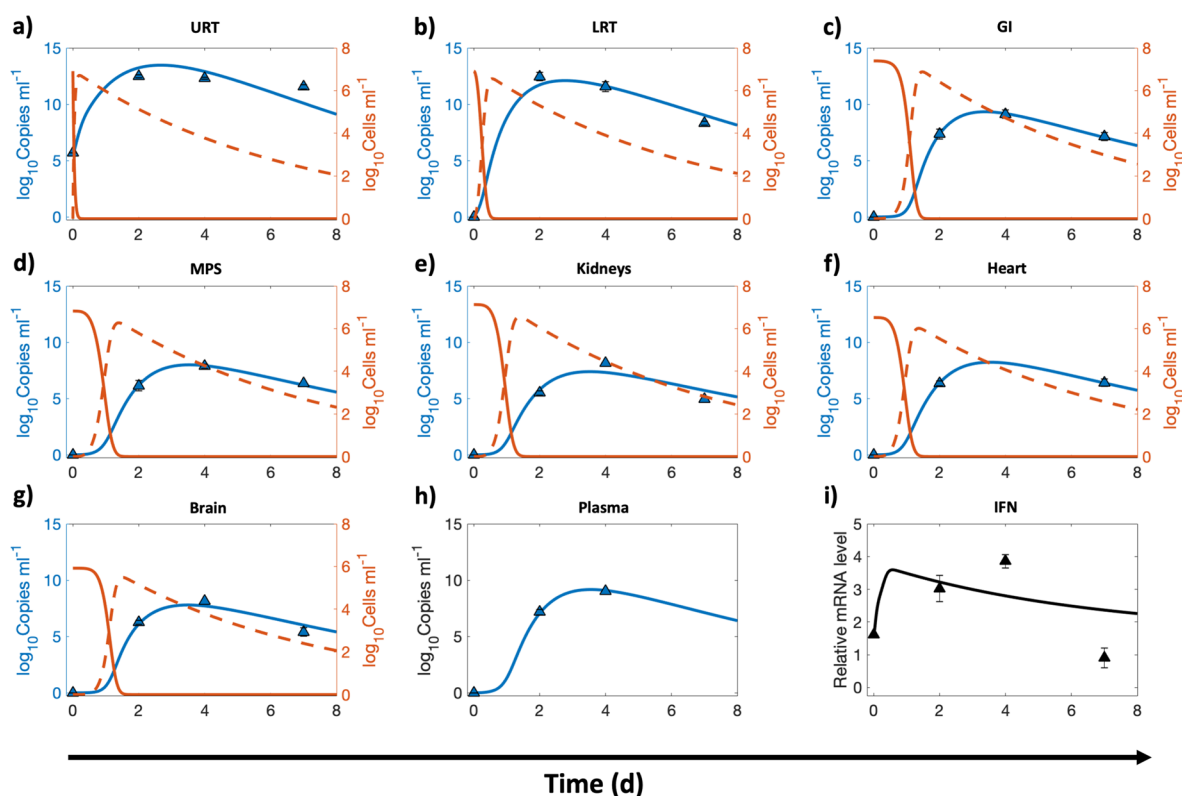 a) URT
b) LRT
c) GI
15 10 5 0
log10Copies ml-1
8 6 4 2 0
log10Cells ml-1
0 2 4 6 8
15 10 5 0
log10Copies ml-1
8 6 4 2 0
log10Cells ml-1
0 2 4 6 8
15 10 5 0
log10Copies ml-1
8 6 4 2 0
log10Cells ml-1
0 2 4 6 8
d) MPS
e) Kidneys
f) Heart
15 10 5 0
log10Copies ml-1
8 6 4 2 0
log10Cells ml-1
0 2 4 6 8
15 10 5 0
log10Copies ml-1
8 6 4 2 0
log10Cells ml-1
0 2 4 6 8
15 10 5 0
log10Copies ml-1
8 6 4 2 0
log10Cells ml-1
0 2 4 6 8
g) Brain
h) Plasma
i) IFN
15 10 5 0
log10Copies ml-1
8 6 4 2 0
log10Cells ml-1
0 2 4 6 8
15 10 5 0
log10Copies ml-1
0 2 4 6 8
5 4 3 2 1 0
Relative mRNA level
0 2 4 6 8
Time (d)